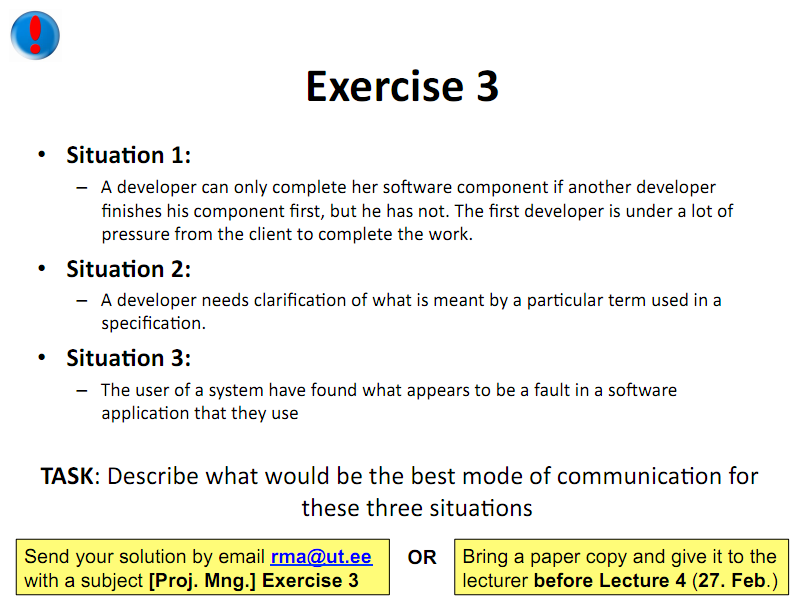 Exercise 3
• Situation 1:
– A developer can only complete her software component if another developer
finishes his component first, but he has not. The first developer is under a lot of
pressure from the client to complete the work.
• Situation 2:
– A developer needs clarification of what is meant by a particular term used in a
specification.
• Situation 3:
– The user of a system have found what appears to be a fault in a software
application that they use
TASK: Describe what would be the best mode of communication for
these three situations
Send your solution by email rma@ut.ee
with a subject [Proj. Mng.] Exercise 3
OR
Bring a paper copy and give it to the
lecturer before Lecture 4 (27. Feb.)